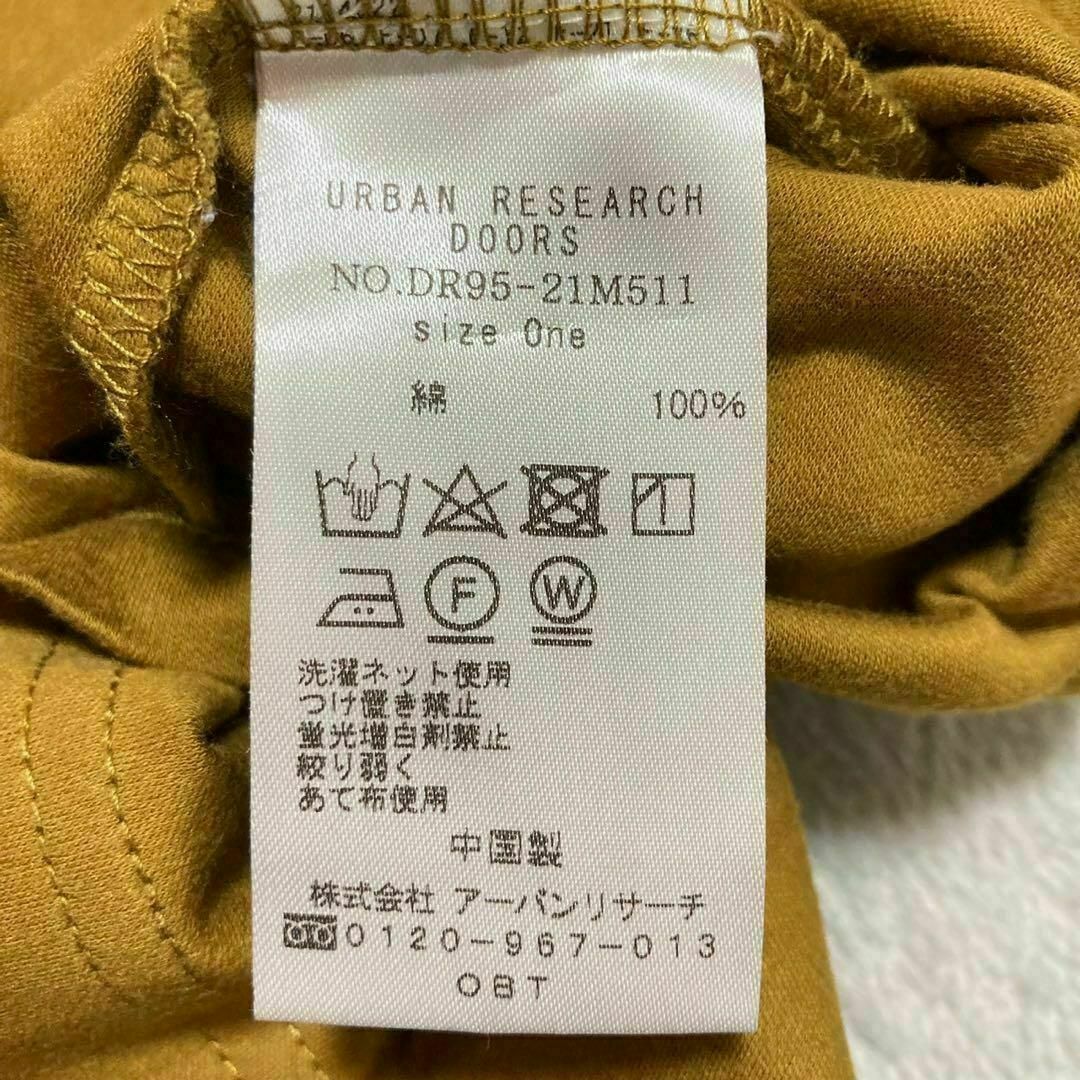 URBAN RESEARCH
DOORS
NO.DR95-21M511
size One
綿 100%
F W
洗濯ネット使用
つけ置き禁止
蛍光増白剤禁止
絞り弱く
あて布使用
中国製
株式会社 アーバンリサーチ
0120-967-013
OBT